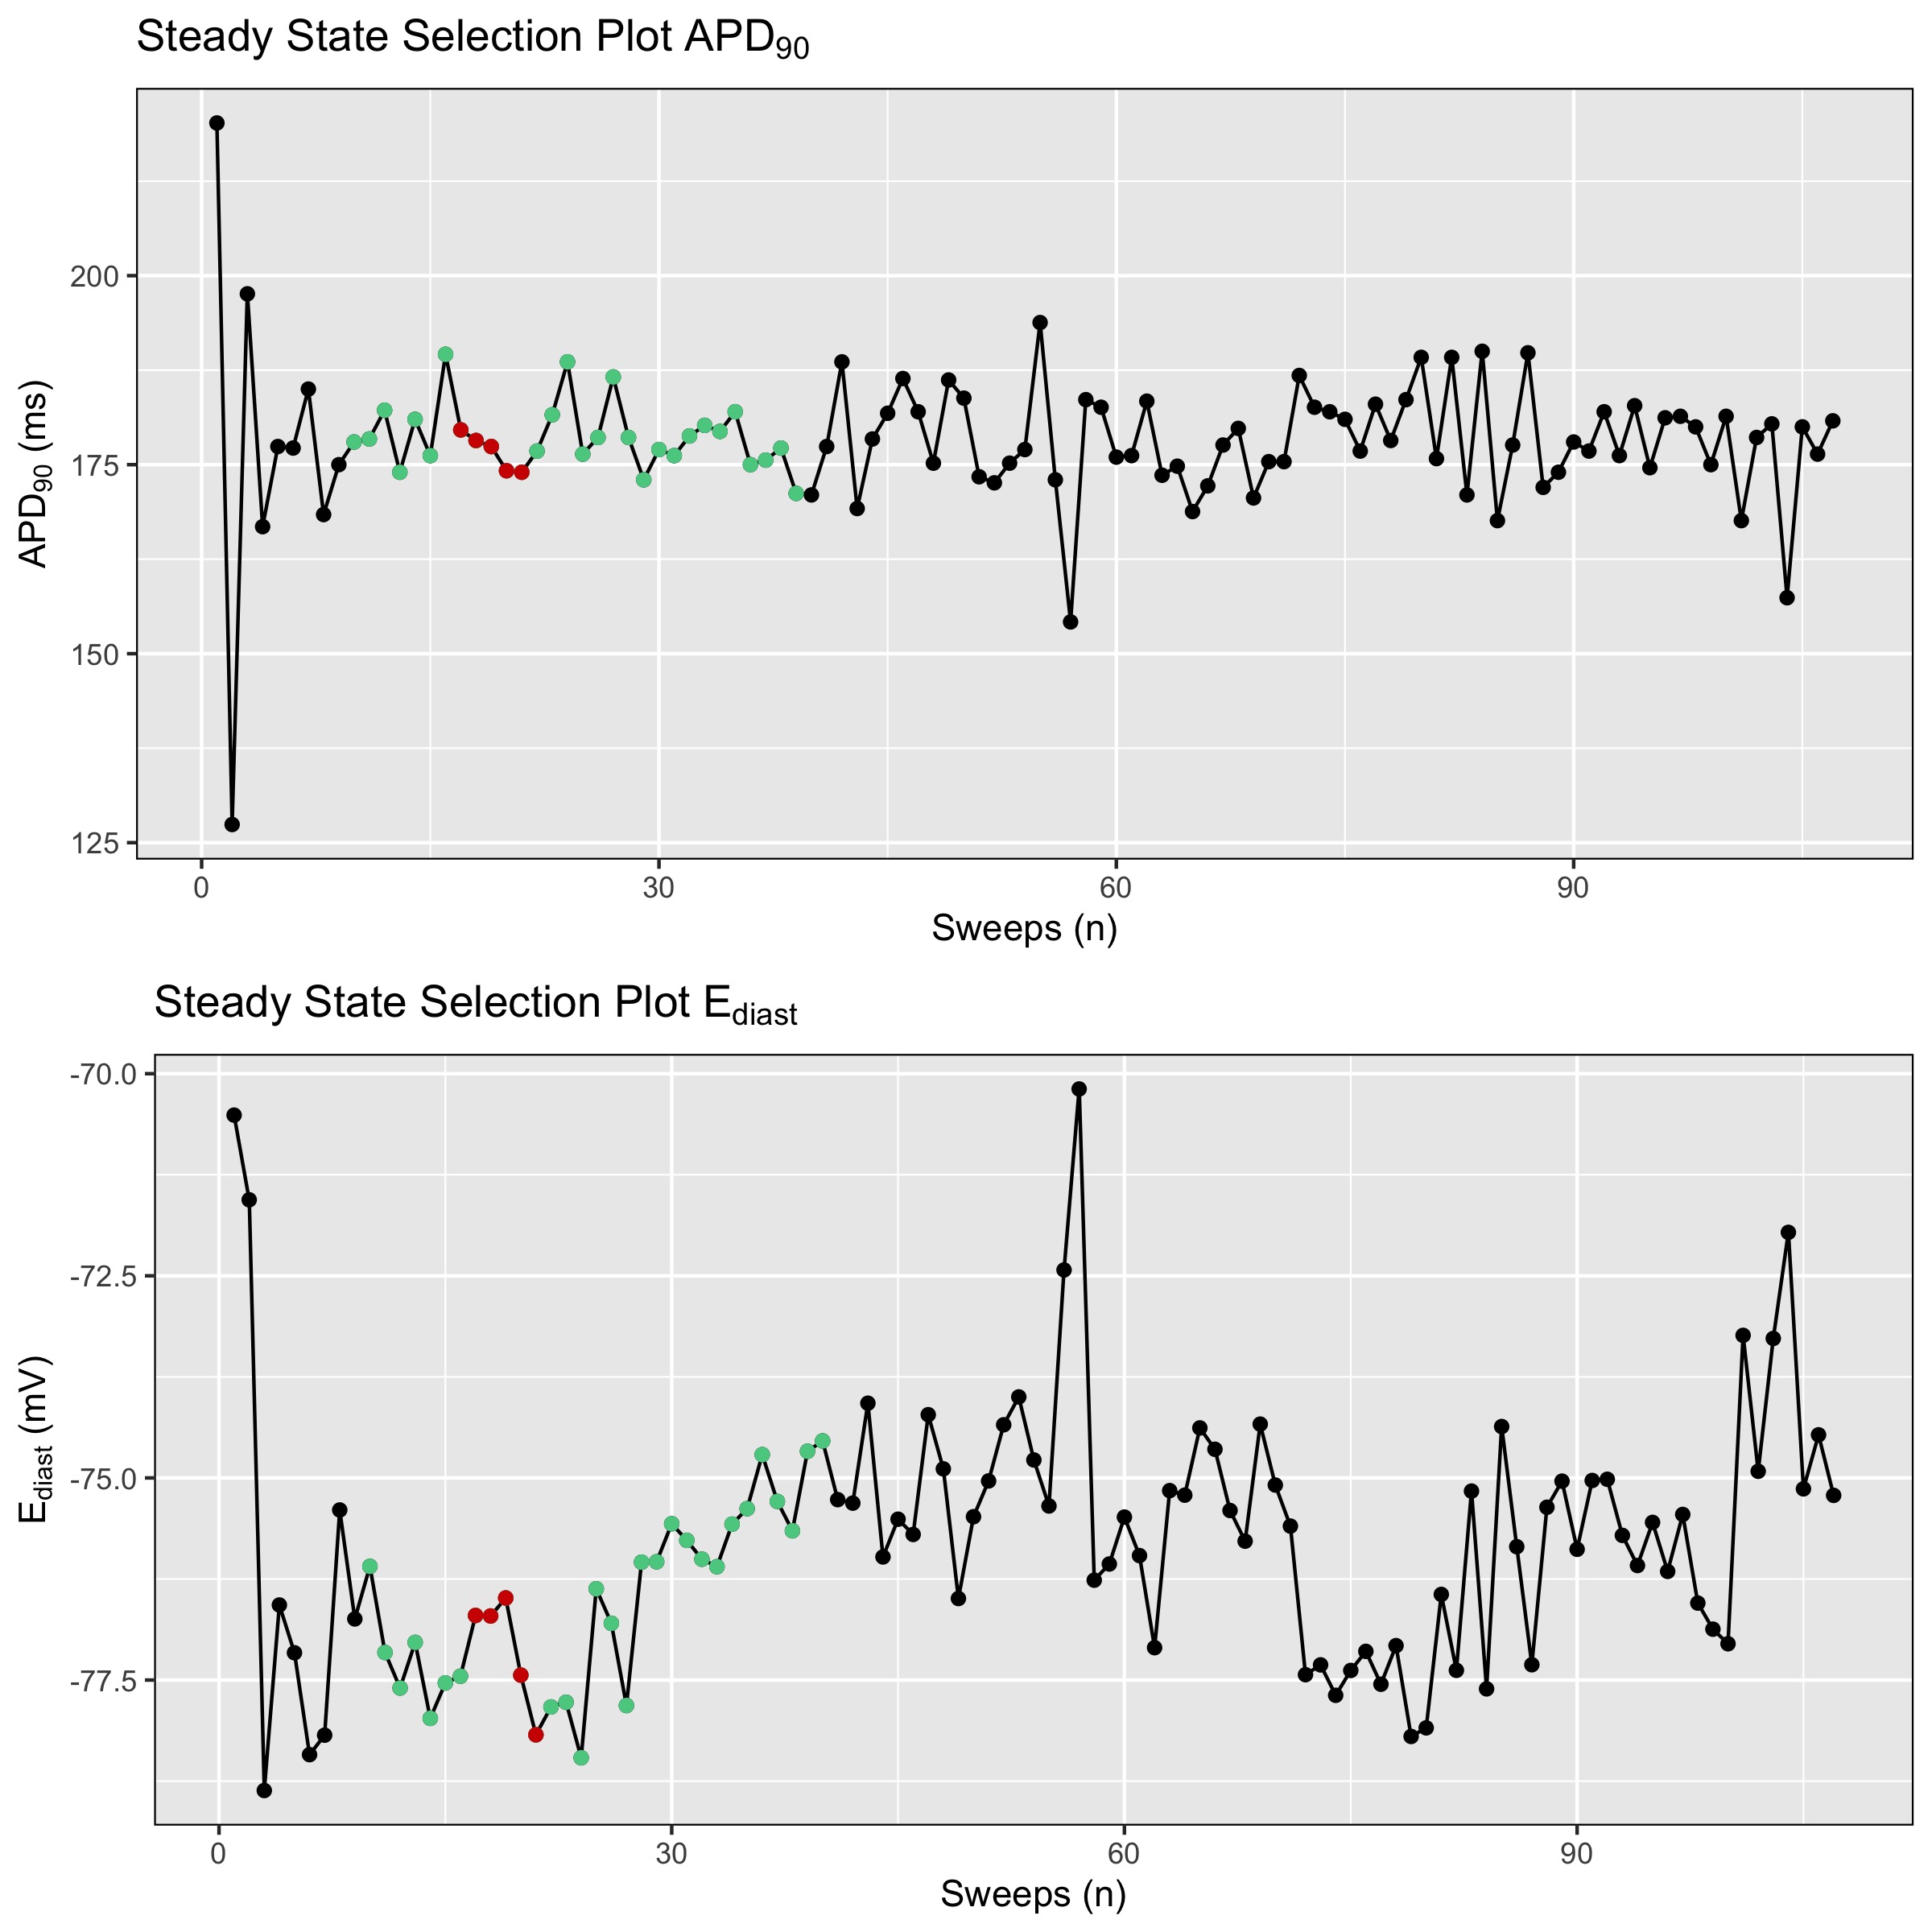 Steady State Selection Plot APD90
APD90 (ms)
200
175
150
125
0 30 60 90
Sweeps (n)
Steady State Selection Plot Ediast
Ediast (mV)
-70.0
-72.5
-75.0
-77.5
0 30 60 90
Sweeps (n)